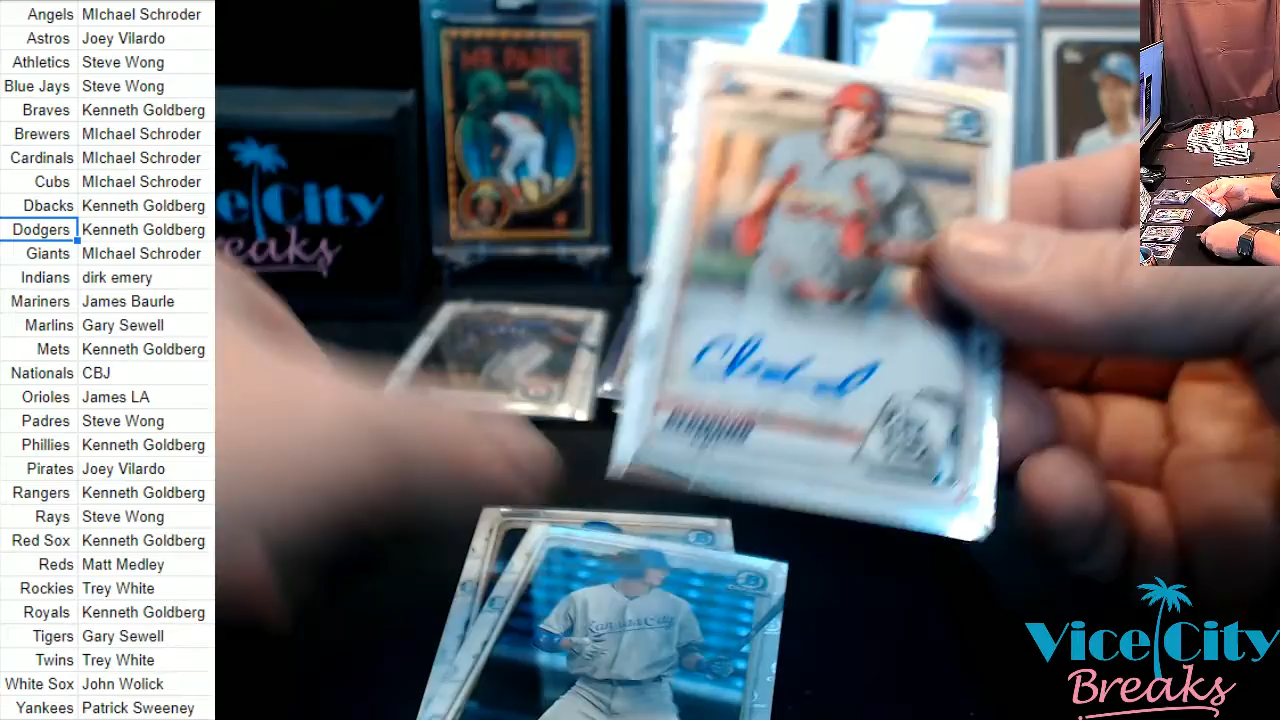 Angels MIchael Schroder
Astros Joey Vilardo
Athletics Steve Wong
Blue Jays Steve Wong
Braves Kenneth Goldberg
Brewers MIchael Schroder
Cardinals MIchael Schroder
Cubs MIchael Schroder
Dbacks Kenneth Goldberg
Dodgers Kenneth Goldberg
Giants MIchael Schroder
Indians dirk emery
Mariners James Baurle
Marlins Gary Sewell
Mets Kenneth Goldberg
Nationals CBJ
Orioles James LA
Padres Steve Wong
Phillies Kenneth Goldberg
Pirates Joey Vilardo
Rangers Kenneth Goldberg
Rays Steve Wong
Red Sox Kenneth Goldberg
Reds Matt Medley
Rockies Trey White
Royals Kenneth Goldberg
Tigers Gary Sewell
Twins Trey White
White Sox John Wolick
Yankees Patrick Sweeney
MR. PADRE
e City
reaks
Kansas City
Vice City
Breaks